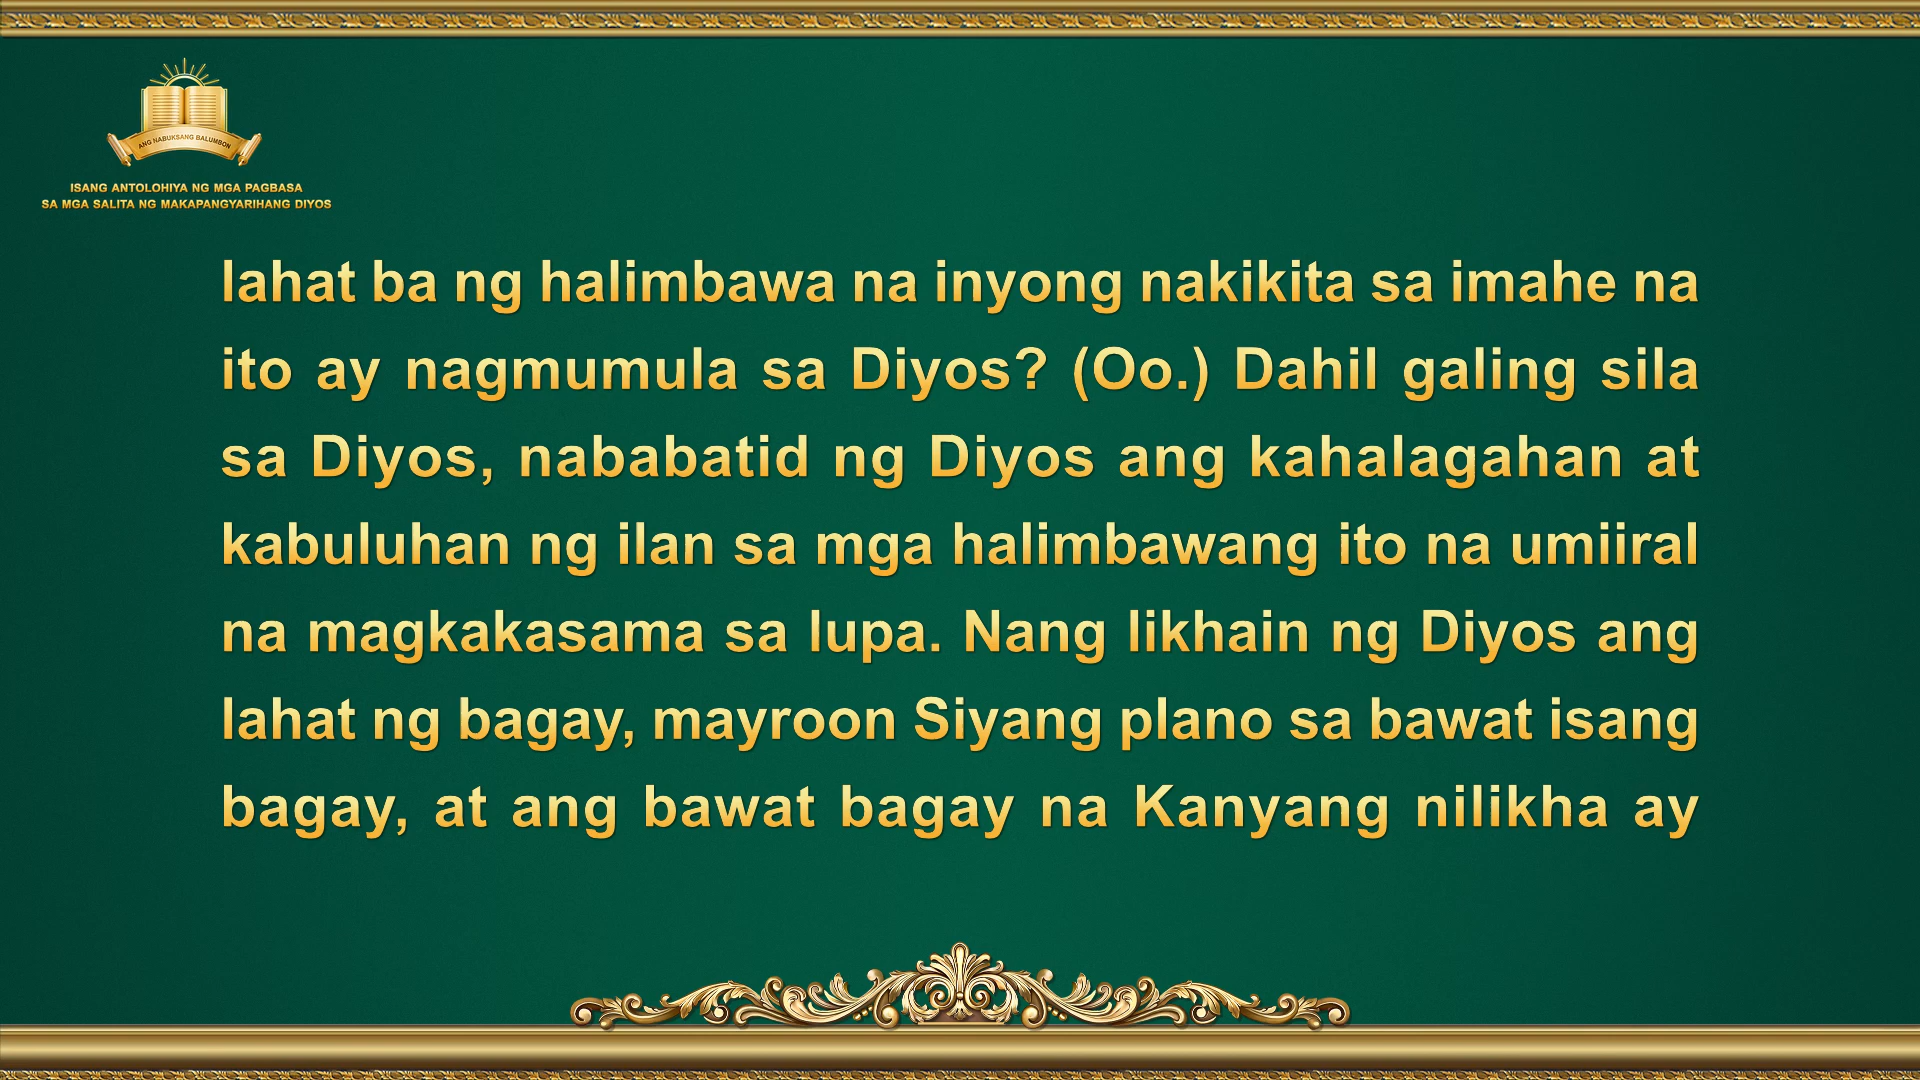 ANG NABUKSANG BALUMBON
ISANG ANTOLOHIYA NG MGA PAGBASA
SA MGA SALITA NG MAKAPANGYARIHANG DIYOS
lahat ba ng halimbawa na inyong nakikita sa imahe na
ito ay nagmumula sa Diyos? (Oo.) Dahil galing sila
sa Diyos, nababatid ng Diyos ang kahalagahan at
kabuluhan ng ilan sa mga halimbawang ito na umiiral
na magkakasama sa lupa. Nang likhain ng Diyos ang
lahat ng bagay, mayroon Siyang plano sa bawat isang
bagay, at ang bawat bagay na Kanyang nilikha ay